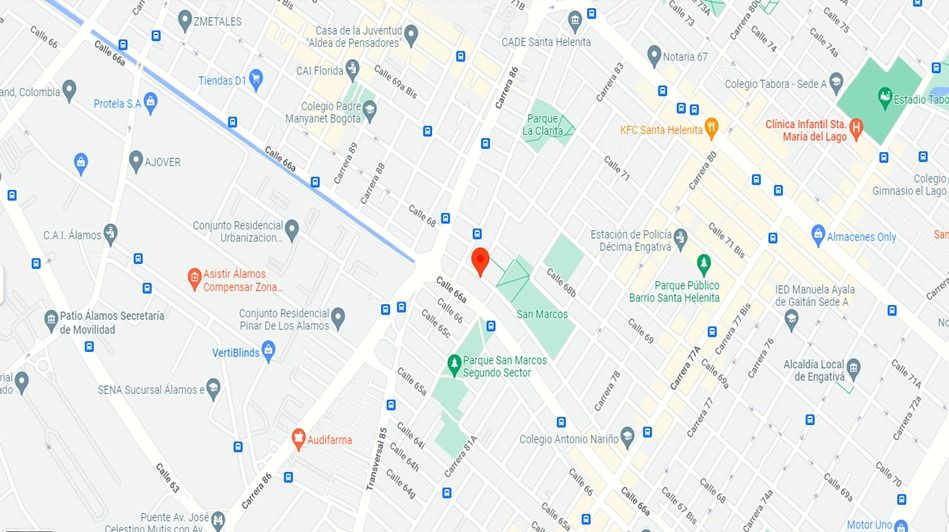 71B
Calle 73
Carrera 80C
Calle 75
ZMETALES
CADE Santa Helenita
Casa de la Juventud
"Aldea de Pensadores"
Calle 74
Calle 74a
Calle 66
Calle 66a
Notaria 67
CAI Florida
Calle 69a Bis
Carrera 86
Carrera 83
Tiendas D1
Colegio Tabora - Sede A
and, Colombia
Protela S.A
Estadio Tabo
Colegio Padre
Manyanet Bogotá
Parque
La Clarita
KFC Santa Helenita
Clínica Infantil Sta.
María del Lago
AJOVER
Calle 66a
Carrera 89
Carrera 88
Calle 71
Carrera 80
Colegio
Gimnasio el Lago
Calle 68
C.A.I. Álamos
Conjunto Residencial
Urbanizacion...
Estación de Policía
Décima Engativá
Calle 71 Bis
Almacenes Only
San
Asistir Álamos
Compensar Zona...
Calle 66a
Calle 68b
Parque Público
Barrio Santa Helenita
IED Manuela Ayala
de Gaitán Sede A
Patio Álamos Secretaría
de Movilidad
Conjunto Residencial
Pinar De Los Alamos
Calle 66
Calle 65c
San Marcos
Calle 69
Carrera 77 Bis
No
VertiBlinds
Parque San Marcos
Segundo Sector
Carrera 77A
Carrera 76
Alcaldía Local
de Engativá
Calle 69a
Calle 71A
rial
ado
SENA Sucursal Álamos e
Calle 65a
Carrera 78
Carrera 77
Carrera 72a
Audifarma
Calle 64i
Carrera 81A
Colegio Antonio Nariño
Calle 64h
Transversal 85
Calle 63
Carrera 86
Calle 64g
Calle 66
Calle 68
Carrera 74a
Calle 69a
Calle 70
Puente Av. José
Celestino Mutis con Av
Calle 65a
Calle 66a
Motor Uno